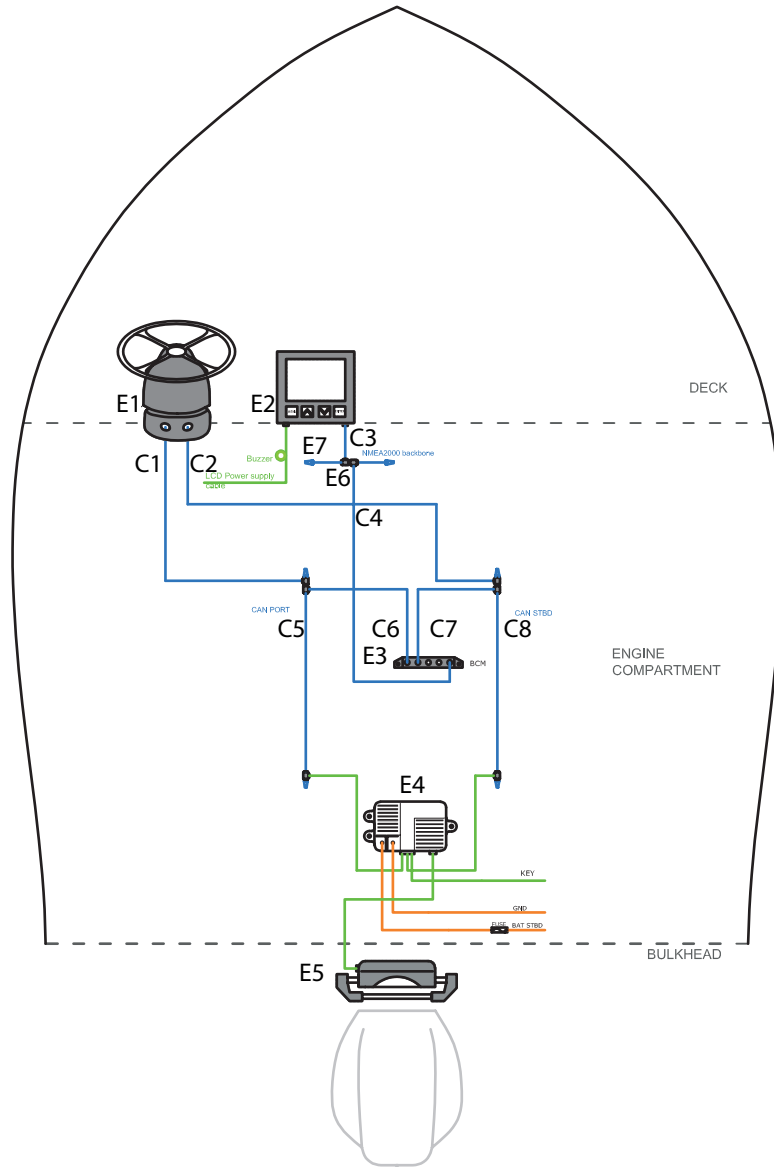 DECK
E1
E2
C1
C2
Buzzer
E7
C3
NMEA2000 backbone
E6
LCD Power supply
cable
C4
CAN PORT
CAN STBD
C5
C6
C7
C8
E3
BCM
ENGINE
COMPARTMENT
E4
KEY
GND
FUSE
BAT STBD
BULKHEAD
E5